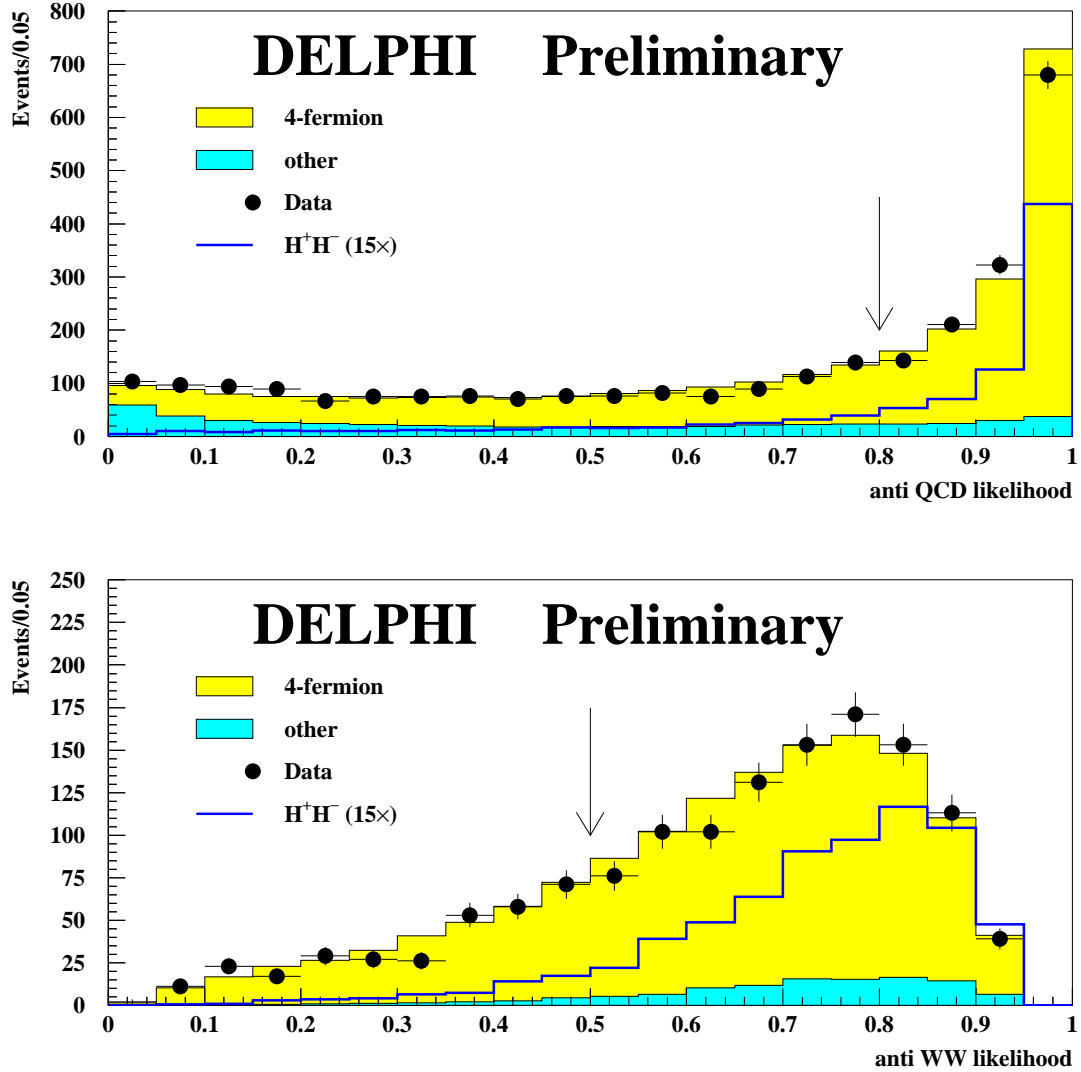 DELPHI Preliminary
Events/0.05
800
700
600
500
400
300
200
100
0
4-fermion
other
Data
H⁺H⁻ (15×)
0 0.1 0.2 0.3 0.4 0.5 0.6 0.7 0.8 0.9 1
anti QCD likelihood
DELPHI Preliminary
Events/0.05
250
225
200
175
150
125
100
75
50
25
0
4-fermion
other
Data
H⁺H⁻ (15×)
0 0.1 0.2 0.3 0.4 0.5 0.6 0.7 0.8 0.9 1
anti WW likelihood